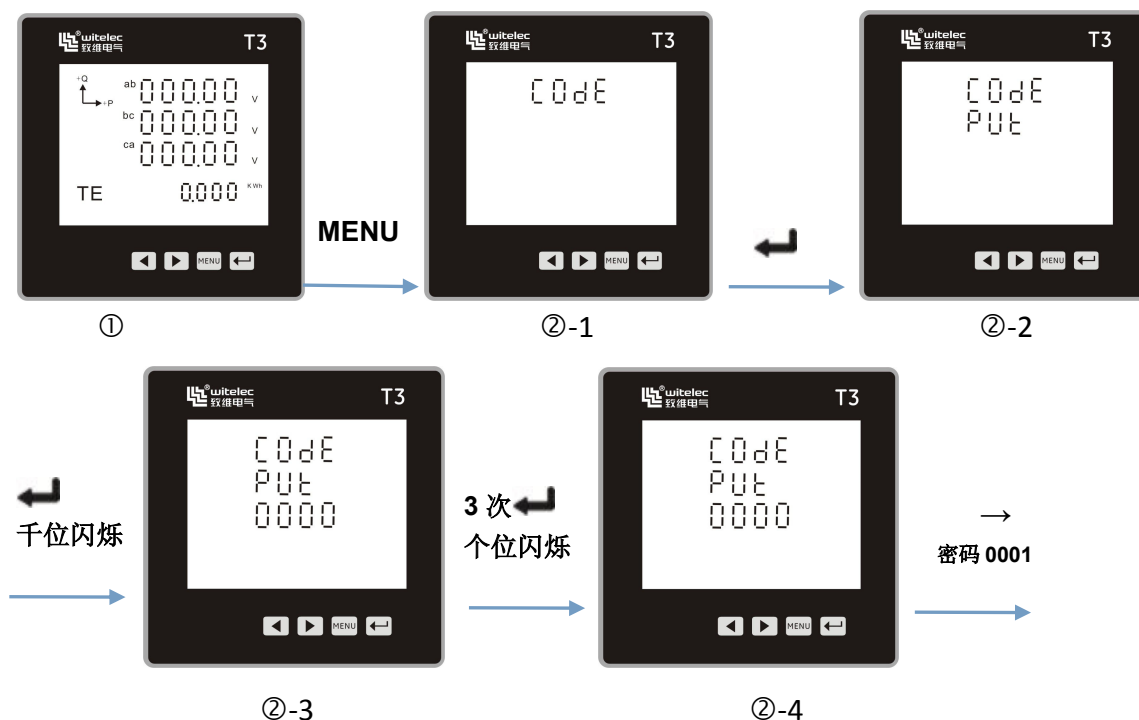 witelec
致维电气
T3
+Q
+P
ab 000.00 V
bc 000.00 V
ca 000.00 V
TE 0.000 KWh
MENU
①
MENU
witelec
致维电气
T3
CODE
MENU
②-1
witelec
致维电气
T3
CODE
PUT
MENU
②-2
千位闪烁
witelec
致维电气
T3
CODE
PUT
0000
MENU
②-3
3 次
个位闪烁
witelec
致维电气
T3
CODE
PUT
0000
MENU
②-4
→
密码 0001